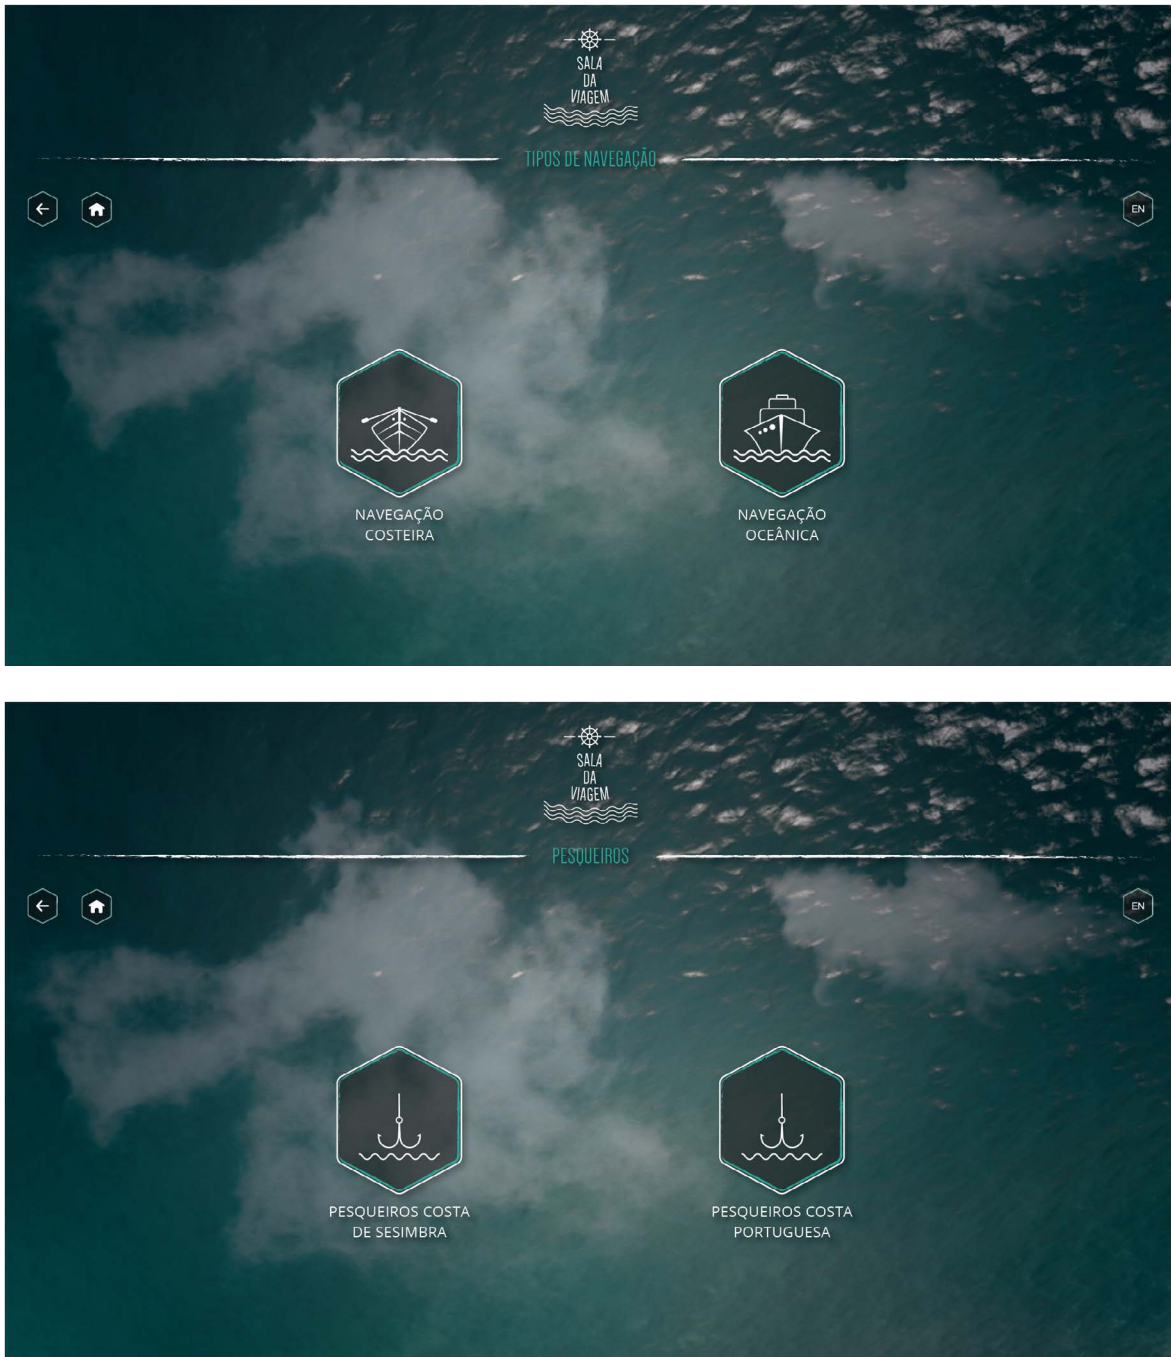 SALA
DA
VIAGEM
TIPOS DE NAVEGAÇÃO
EN
NAVEGAÇÃO
COSTEIRA
NAVEGAÇÃO
OCEÂNICA
SALA
DA
VIAGEM
PESQUEIROS
EN
PESQUEIROS COSTA
DE SESIMBRA
PESQUEIROS COSTA
PORTUGUESA